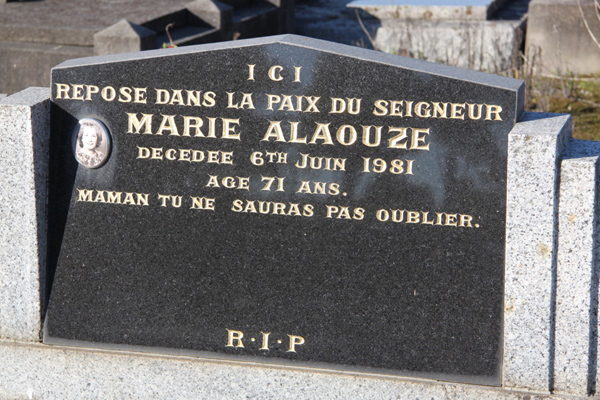 ICI
REPOSE DANS LA PAIX DU SEIGNEUR
MARIE ALAOUZE
DECEDEE 6TH JUIN 1981
AGE 71 ANS.
MAMAN TU NE SAURAS PAS OUBLIER.
R·I·P